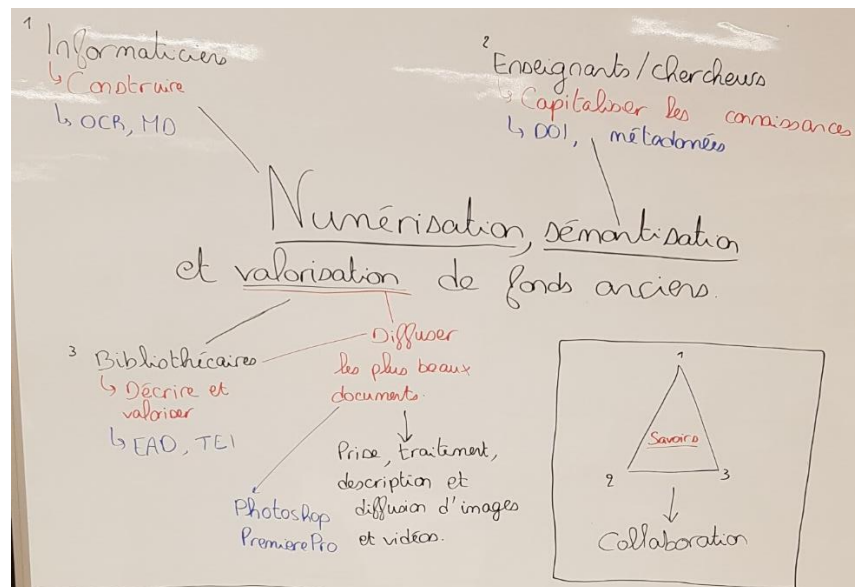 1
Informaticiens
↳ Construire
↳ OCR, MD
2
Enseignants/chercheurs
↳ Capitaliser les connaissances
↳ DOI, métadonnées
Numérisation, sémantisation
et valorisation de fonds anciens.
3
Bibliothécaires
↳ Décrire et
valoriser
↳ EAD, TEI
Diffuser
les plus beaux
documents.
Prise, traitement,
description et
diffusion d'images
et vidéos.
Photoshop
PremierePro
1
Savoirs
2 3
Collaboration